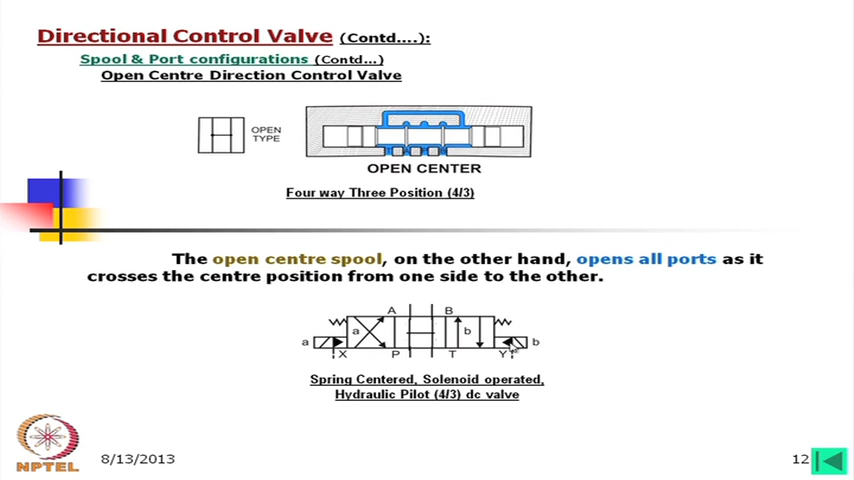 Directional Control Valve (Contd....):
Spool & Port configurations (Contd...)
Open Centre Direction Control Valve
OPEN
TYPE
OPEN CENTER
Four way Three Position (4/3)
The open centre spool, on the other hand, opens all ports as it
crosses the centre position from one side to the other.
A B
a a b b
X P T Y
Spring Centered, Solenoid operated,
Hydraulic Pilot (4/3) dc valve
NPTEL
8/13/2013
12